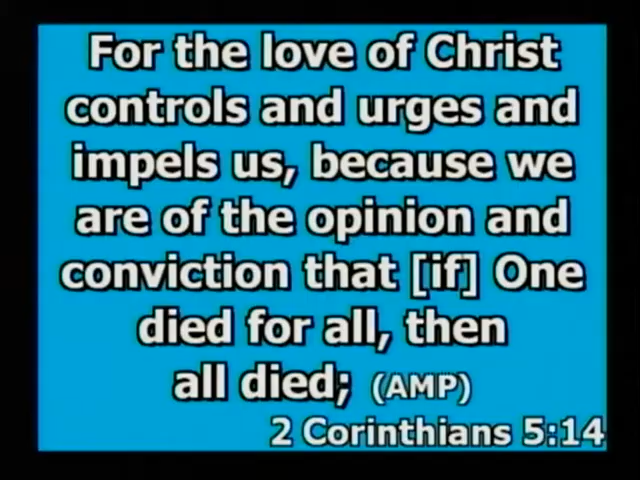 For the love of Christ
controls and urges and
impels us, because we
are of the opinion and
conviction that [if] One
died for all, then
all died; (AMP)
2 Corinthians 5:14